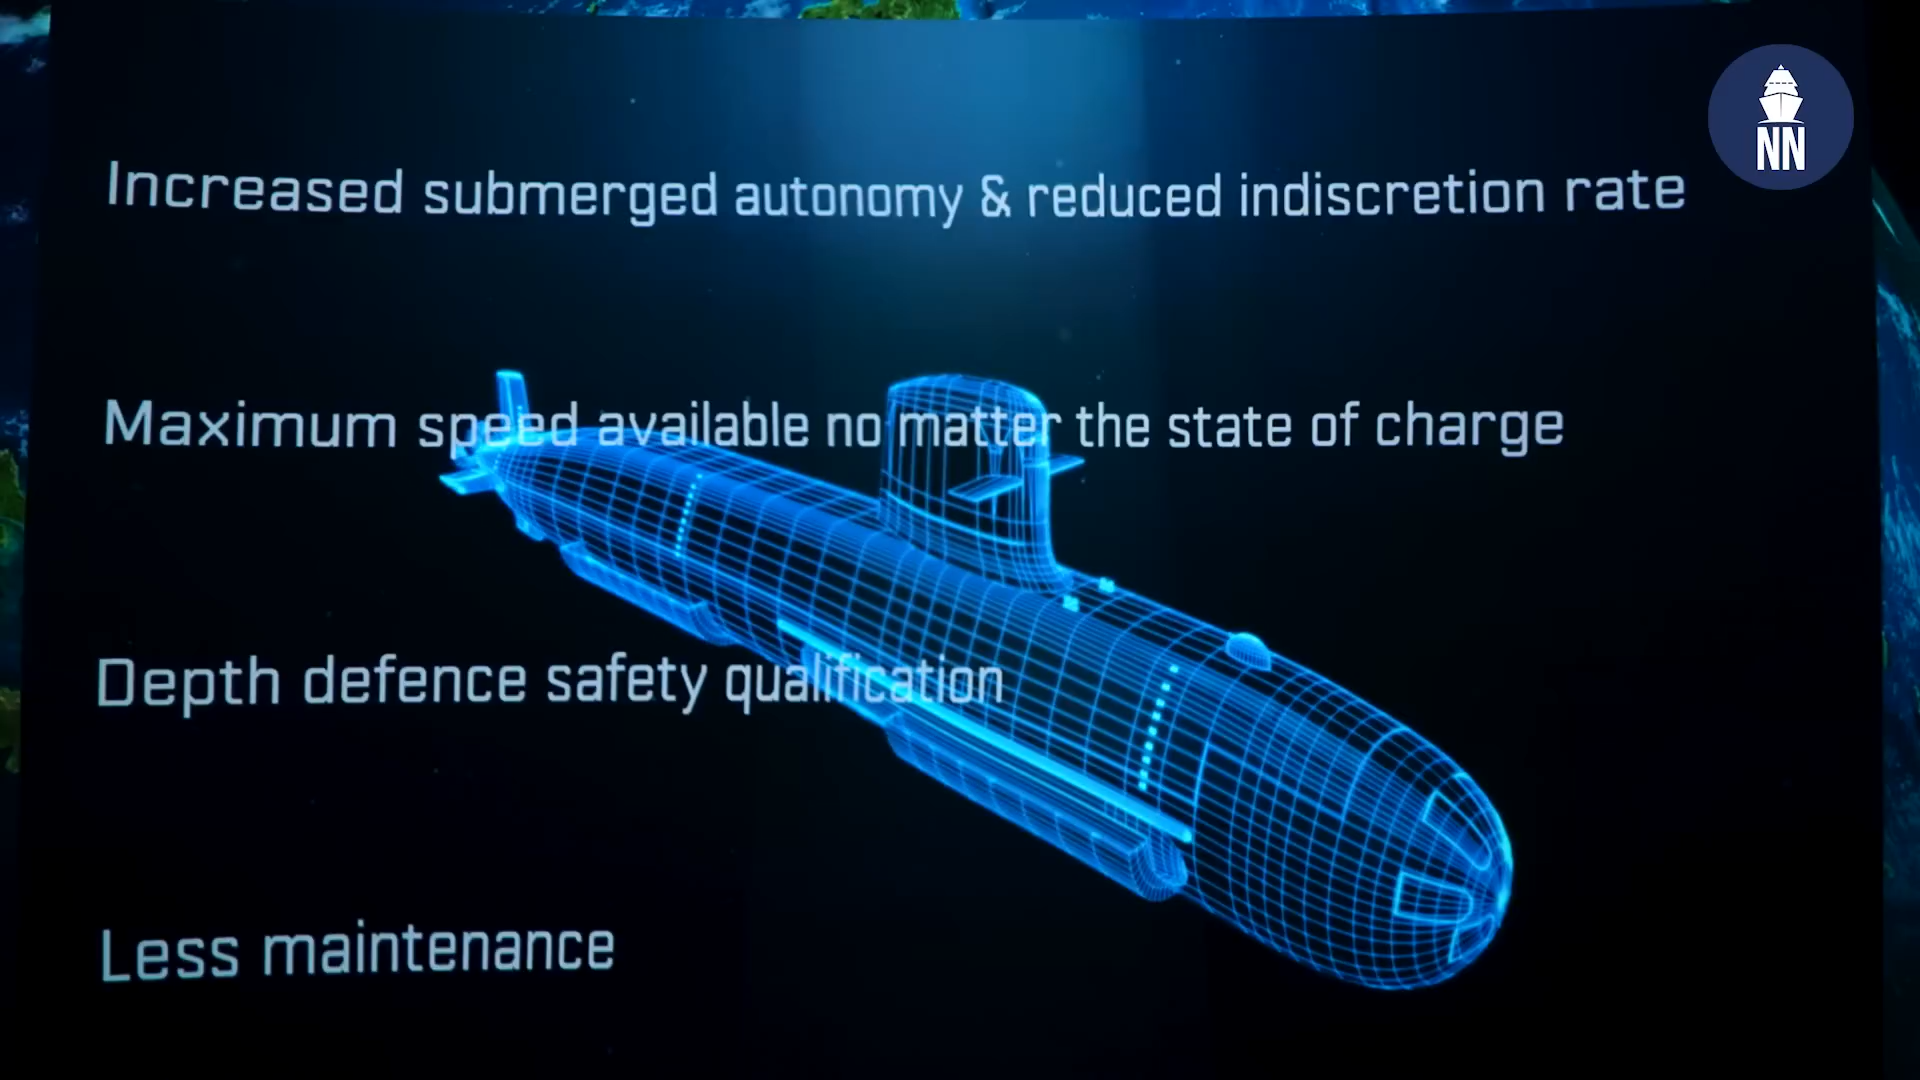 NN
Increased submerged autonomy & reduced indiscretion rate
Maximum speed available no matter the state of charge
Depth defence safety qualification
Less maintenance